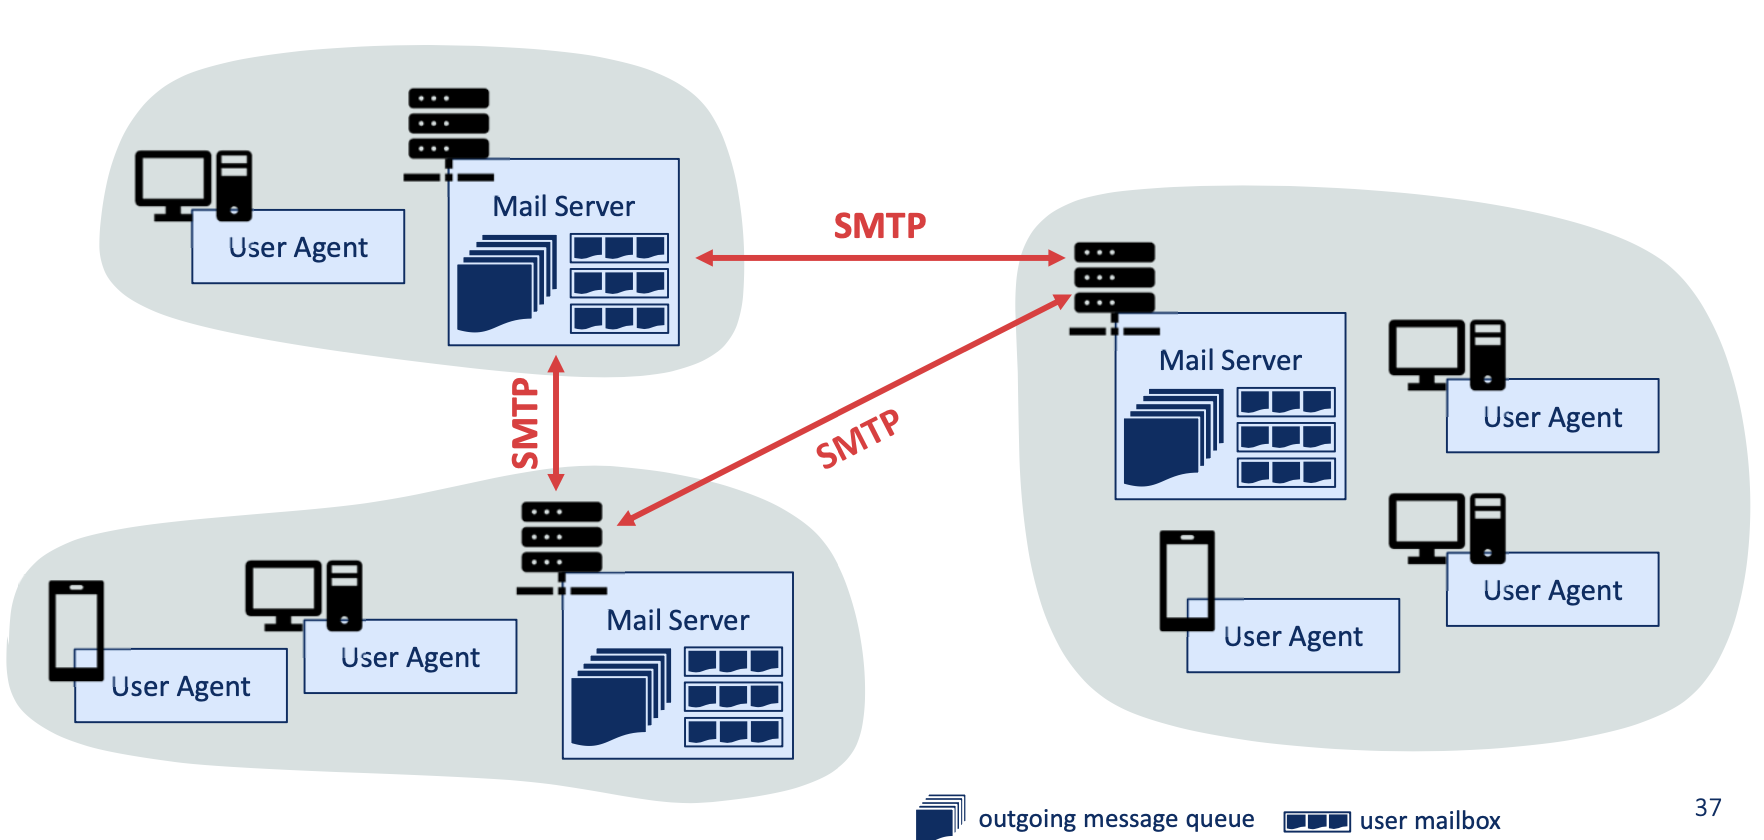 Mail Server
User Agent
SMTP
SMTP
SMTP
Mail Server
User Agent
User Agent
User Agent
Mail Server
User Agent
User Agent
outgoing message queue
user mailbox
37